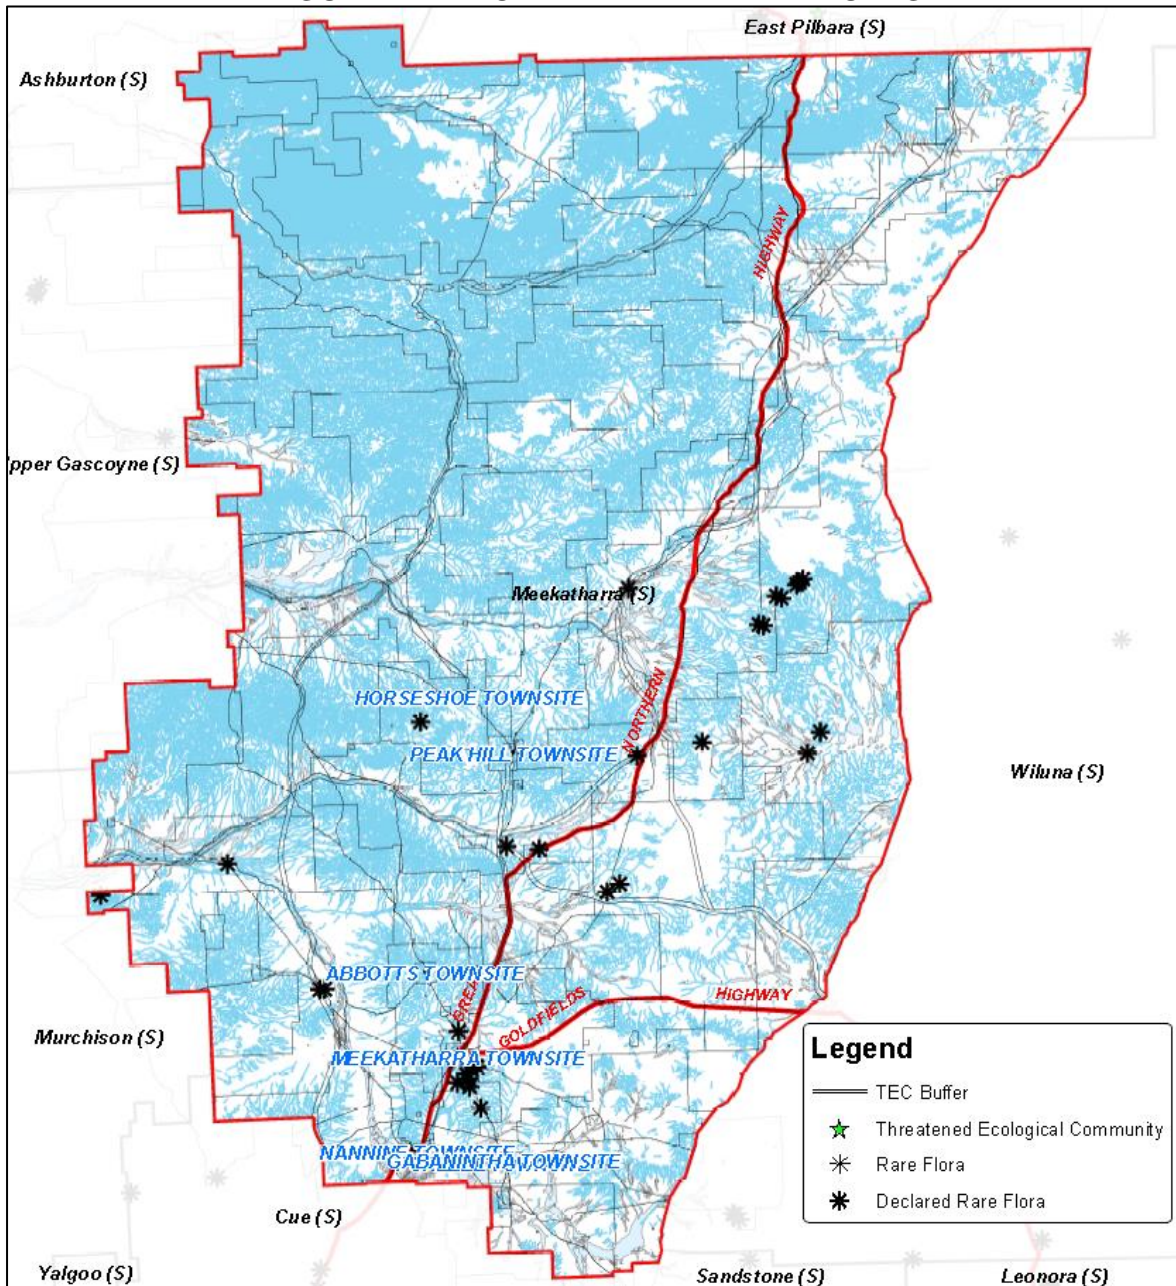 East Pilbara (S)
Ashburton (S)
HIGHWAY
pper Gascoyne (S)
Meekatharra (S)
HORSESHOE TOWNSITE
NORTHERN
PEAK HILL TOWNSITE
Wiluna (S)
ABBOTTS TOWNSITE
HIGHWAY
GOLDFIELDS
Murchison (S)
MEEKATHARRA TOWNSITE
Legend
TEC Buffer
Threatened Ecological Community
Rare Flora
Declared Rare Flora
NANNINE TOWNSITE
GABANINTHA TOWNSITE
Cue (S)
Yalgoo (S)
Sandstone (S)
Leonora (S)